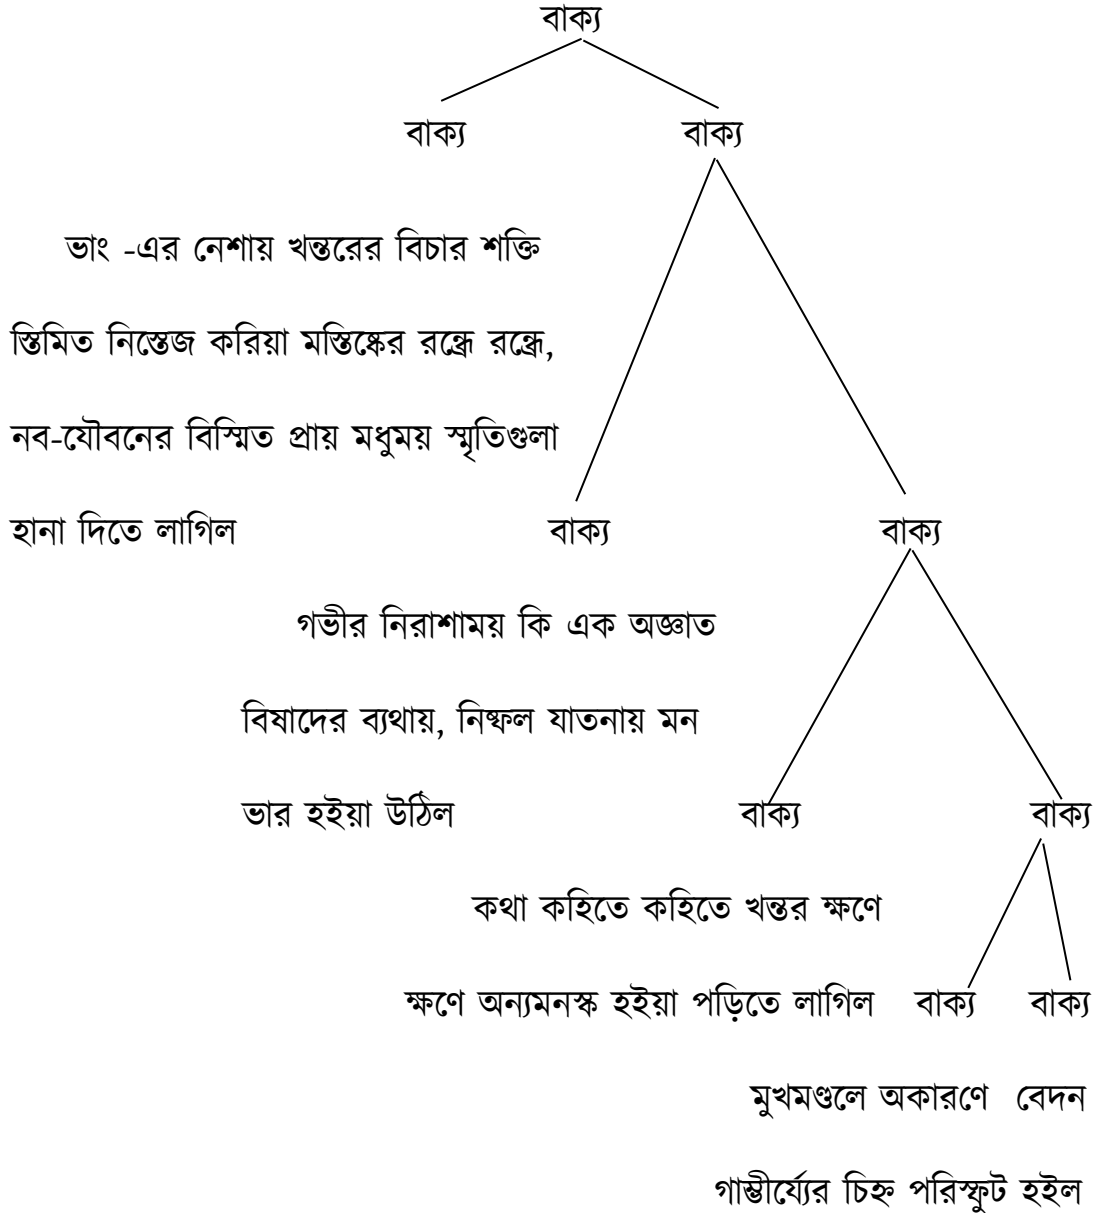 বাক্য
বাক্য বাক্য
ভাং -এর নেশায় খন্তরের বিচার শক্তি
স্তিমিত নিস্তেজ করিয়া মস্তিষ্কের রন্ধ্রে রন্ধ্রে,
নব-যৌবনের বিস্মিত প্রায় মধুময় স্মৃতিগুলা
হানা দিতে লাগিল বাক্য বাক্য
গভীর নিরাশাময় কি এক অজ্ঞাত
বিষাদের ব্যথায়, নিষ্ফল যাতনায় মন
ভার হইয়া উঠিল বাক্য বাক্য
কথা কহিতে কহিতে খন্তর ক্ষণে
ক্ষণে অন্যমনস্ক হইয়া পড়িতে লাগিল বাক্য বাক্য
মুখমণ্ডলে অকারণে বেদন
গাম্ভীর্য্যের চিহ্ন পরিস্ফুট হইল